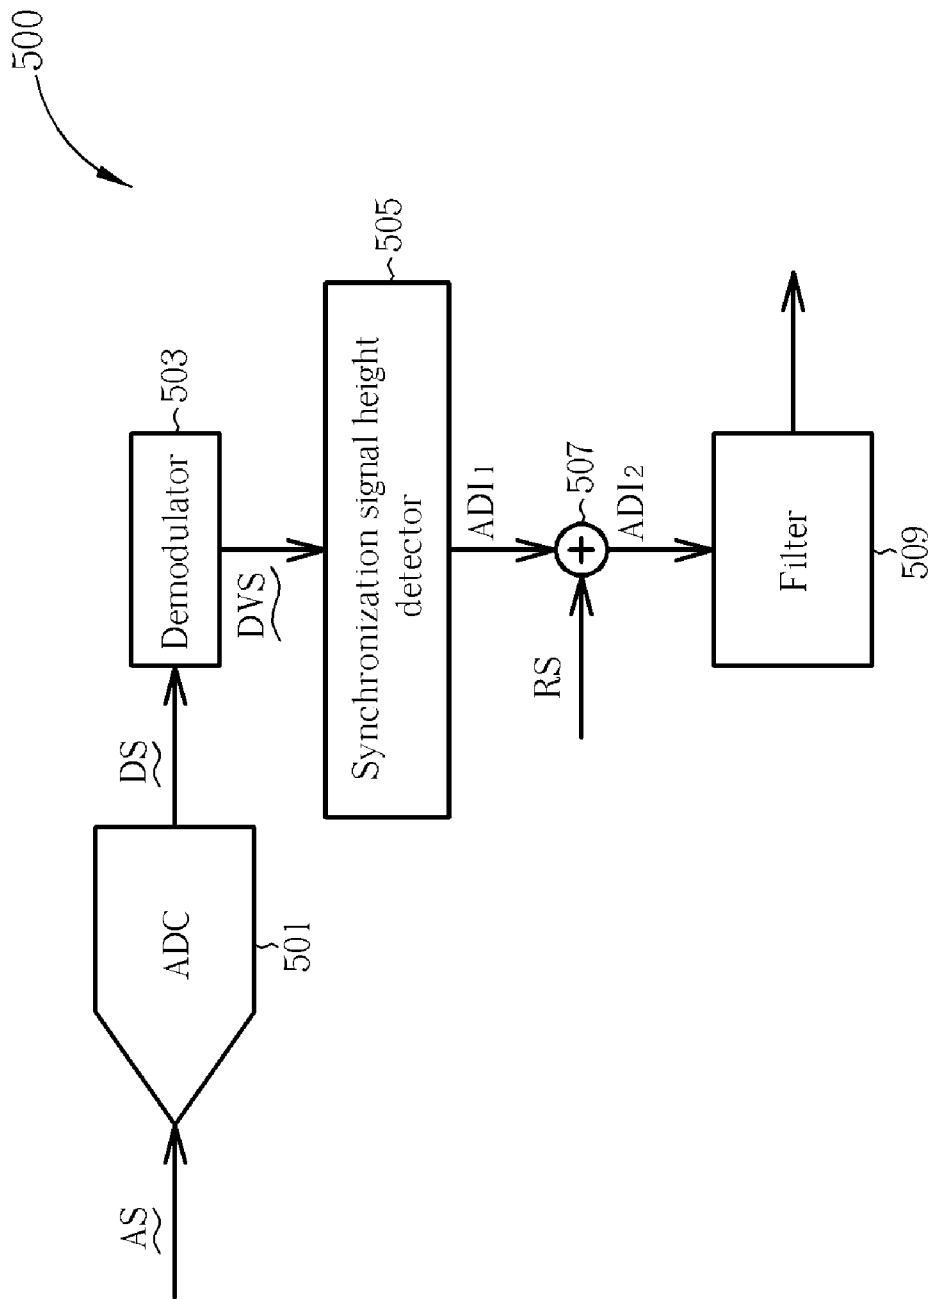 500
AS
ADC
501
DS
Demodulator
503
DVS
Synchronization signal height
detector
505
ADI1
RS
507
ADI2
Filter
509